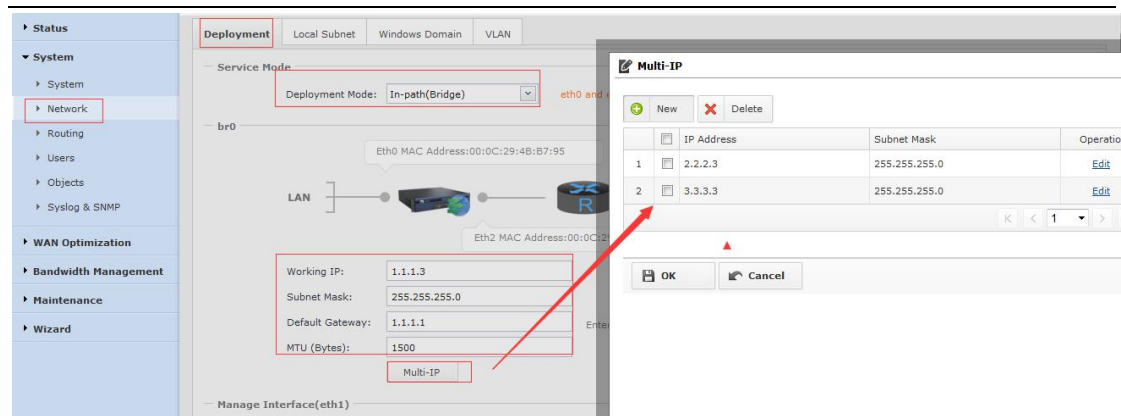 Status
System
System
Network
Routing
Users
Objects
Syslog & SNMP
WAN Optimization
Bandwidth Management
Maintenance
Wizard
Deployment Local Subnet Windows Domain VLAN
Service Mode
Deployment Mode: In-path(Bridge) eth0 and
br0
Eth0 MAC Address:00:0C:29:4B:B7:95
LAN
R
Eth2 MAC Address:00:0C:2
Working IP: 1.1.1.3
Subnet Mask: 255.255.255.0
Default Gateway: 1.1.1.1
Ente
MTU (Bytes): 1500
Multi-IP
Manage Interface(eth1)
Multi-IP
New Delete
IP Address Subnet Mask Operatio
1 2.2.2.3 255.255.255.0 Edit
2 3.3.3.3 255.255.255.0 Edit
1
OK Cancel